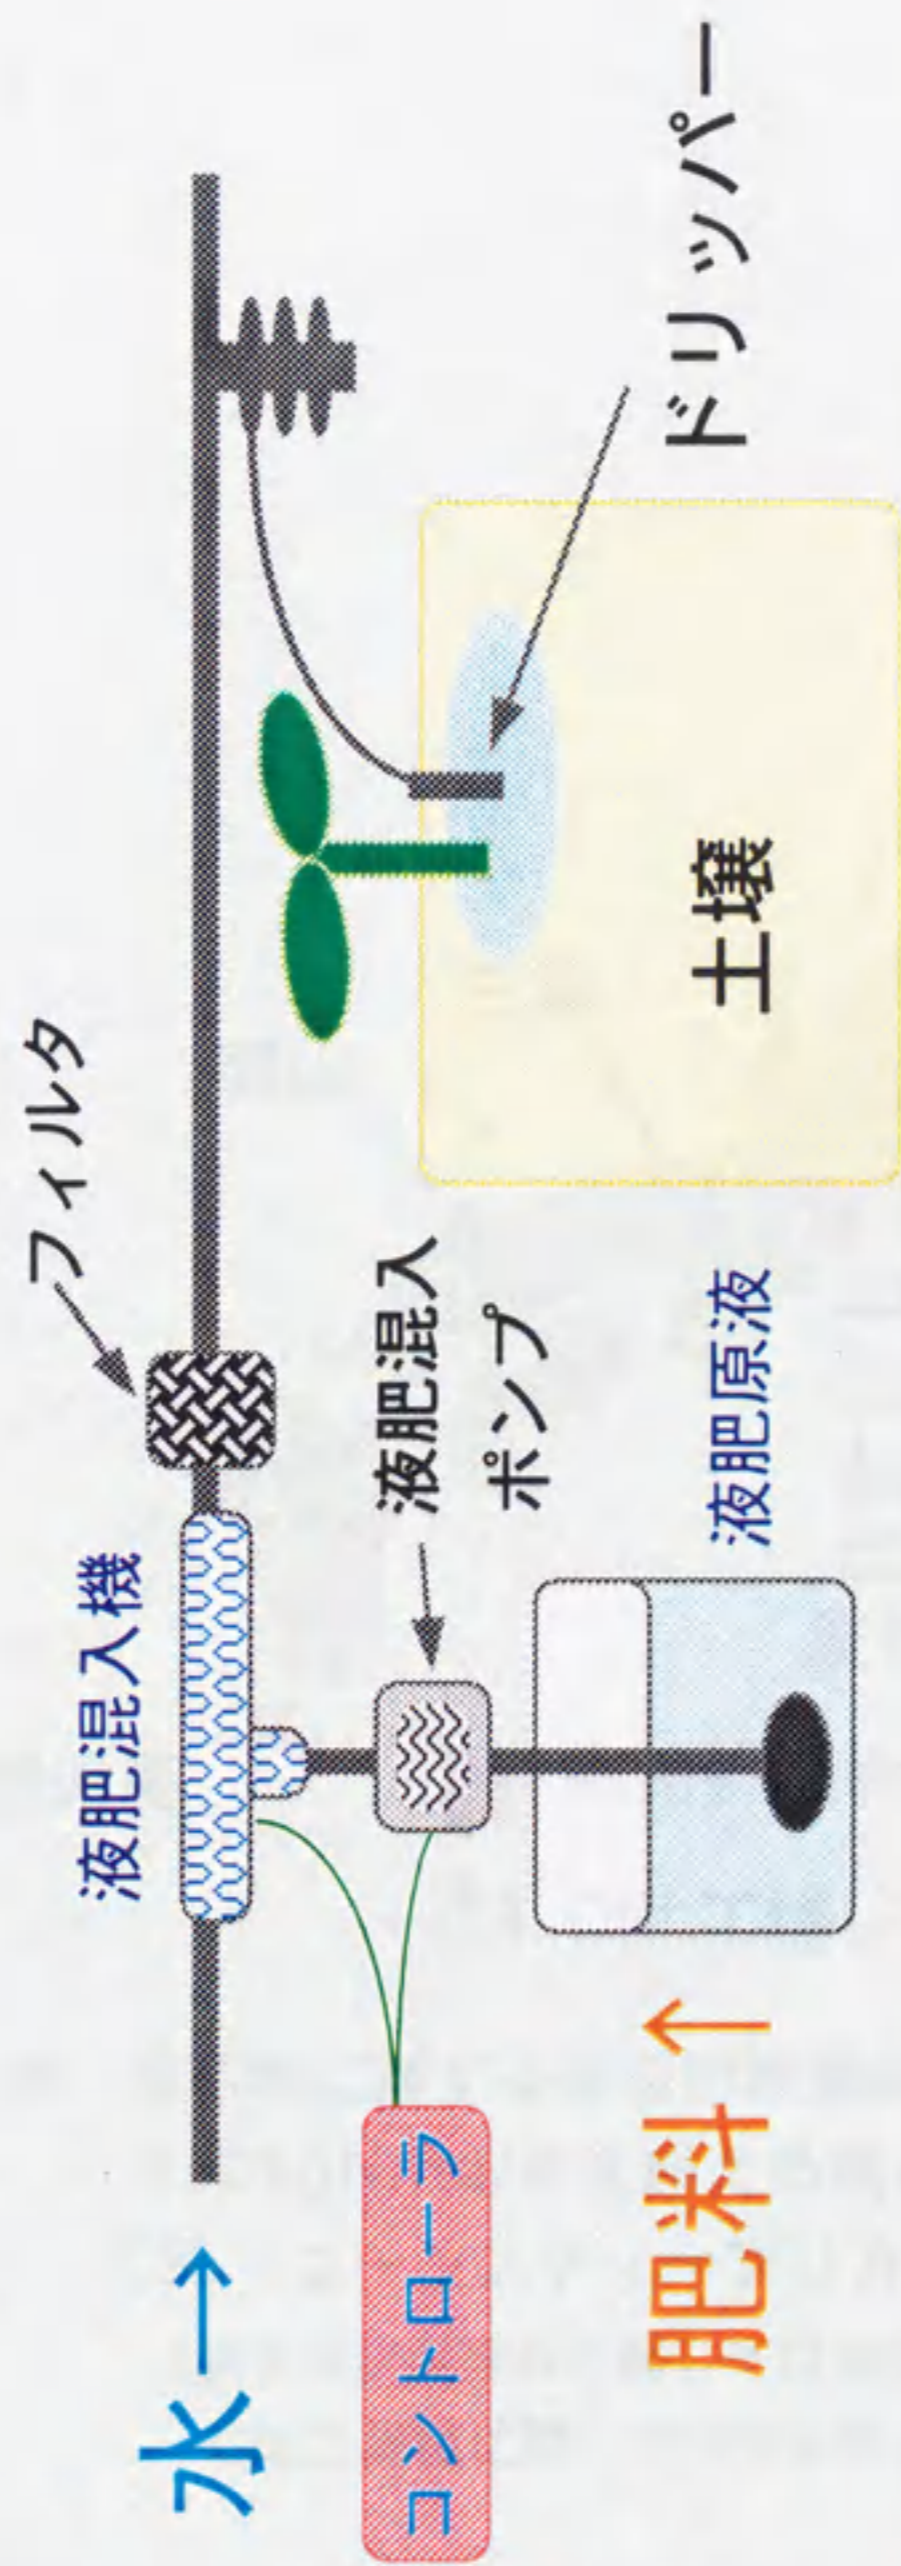 フィルタ
液肥混入機
水→
液肥混入
ポンプ
コントローラ
ドリッパー
土壌
液肥原液
肥料↑